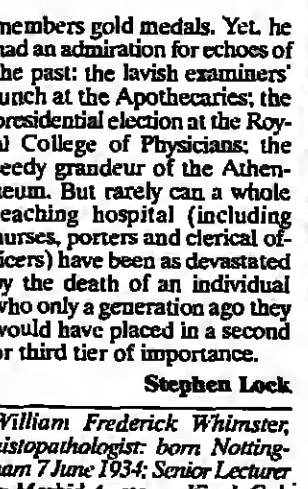 members gold medals. Yet, he
had an admiration for echoes of
the past: the lavish examiners'
lunch at the Apothecaries; the
presidential election at the Roy-
al College of Physicians; the
seedy grandeur of the Athen-
aeum. But rarely can a whole
teaching hospital (including
nurses, porters and clerical of-
ficers) have been as devastated
by the death of an individual
who only a generation ago they
would have placed in a second
or third tier of importance.
Stephen Lock
William Frederick Whimster,
histopathologist: born Notting-
ham 7 June 1934; Senior Lecturer